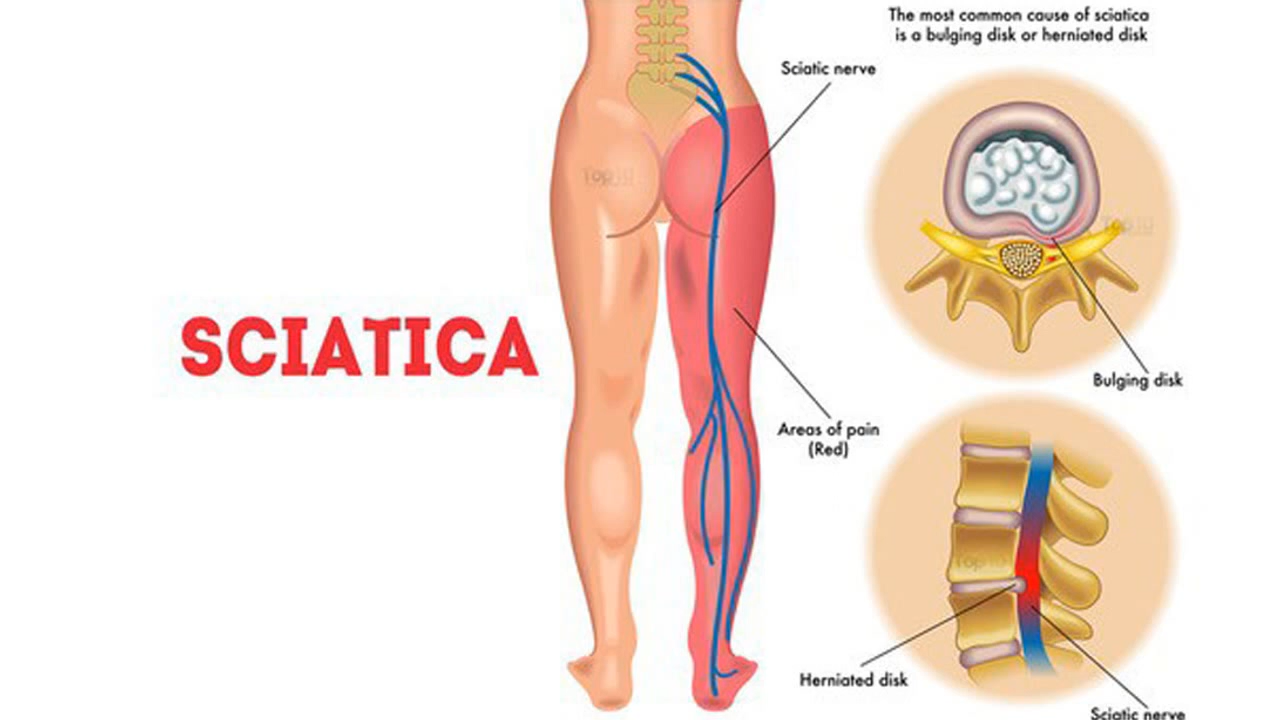 The most common cause of sciatica
is a bulging disk or herniated disk
Sciatic nerve
SCIATICA
Bulging disk
Areas of pain
(Red)
Herniated disk
Sciatic nerve